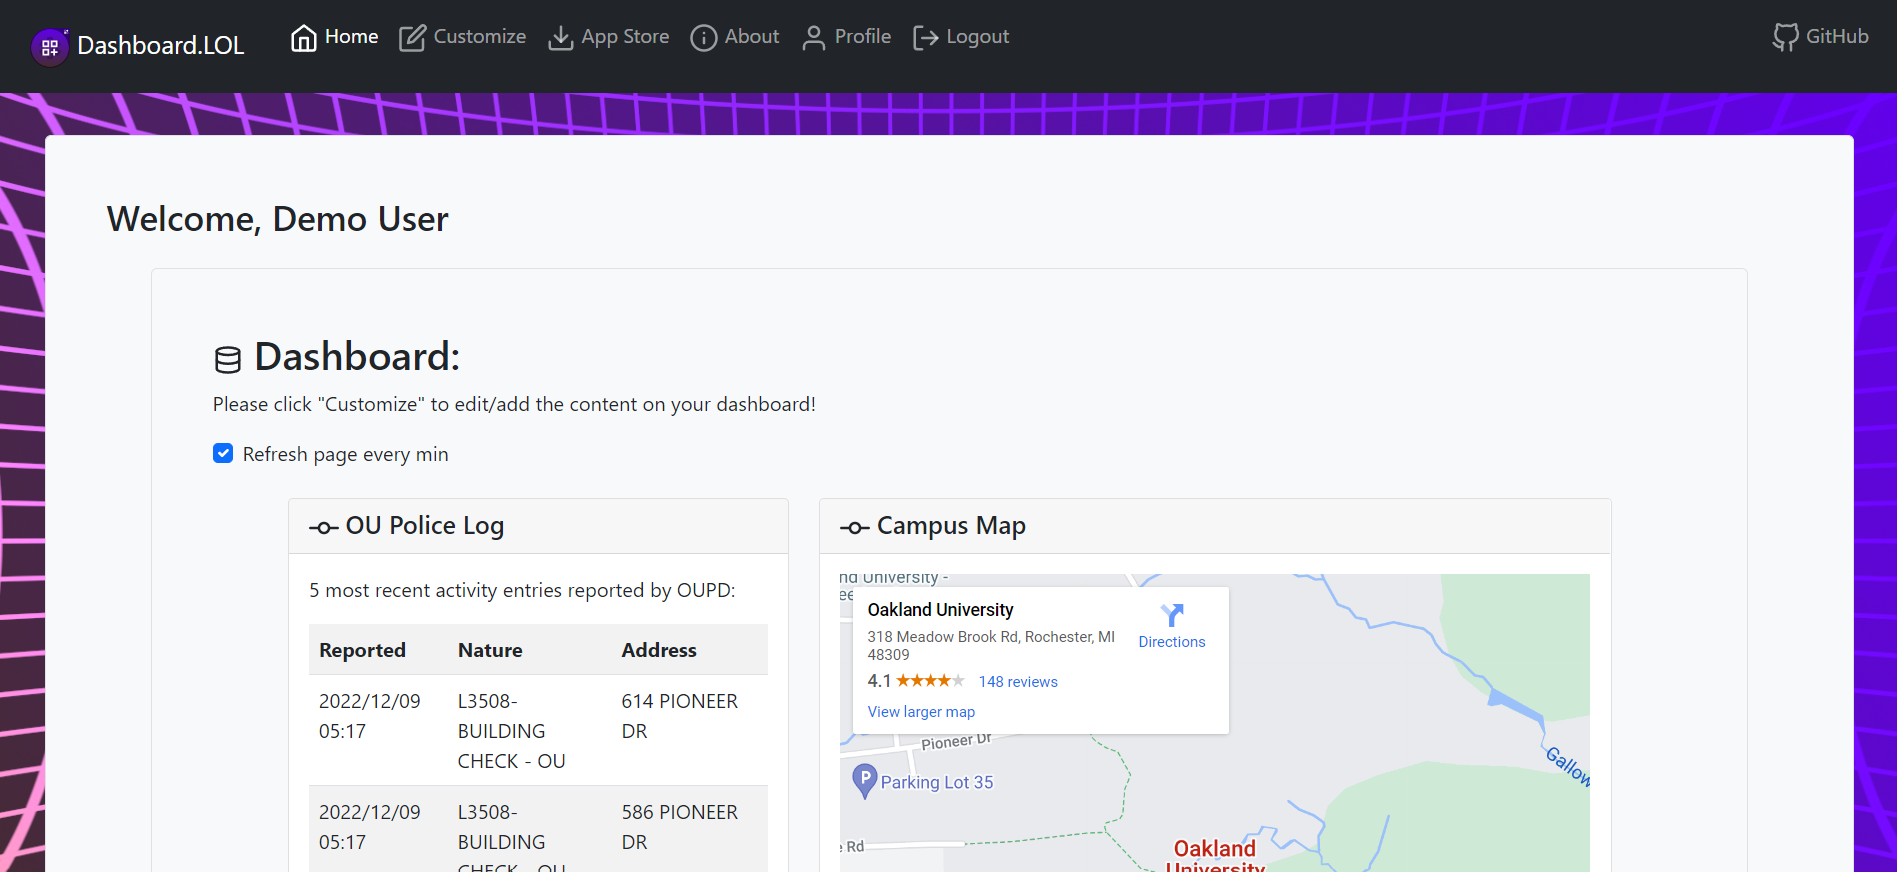 Dashboard.LOL
Home
Customize
App Store
About
Profile
Logout
GitHub
Welcome, Demo User
Dashboard:
Please click "Customize" to edit/add the content on your dashboard!
Refresh page every min
OU Police Log
5 most recent activity entries reported by OUPD:
Reported Nature Address
2022/12/09 L3508- 614 PIONEER
05:17 BUILDING DR
CHECK - OU
2022/12/09 L3508- 586 PIONEER
05:17 BUILDING DR
CHECK - OU
Campus Map
nd University -
Oakland University
318 Meadow Brook Rd, Rochester, MI
48309
Directions
4.1 148 reviews
View larger map
Pioneer Dr
P
Parking Lot 35
Gallow
Rd
Oakland
University